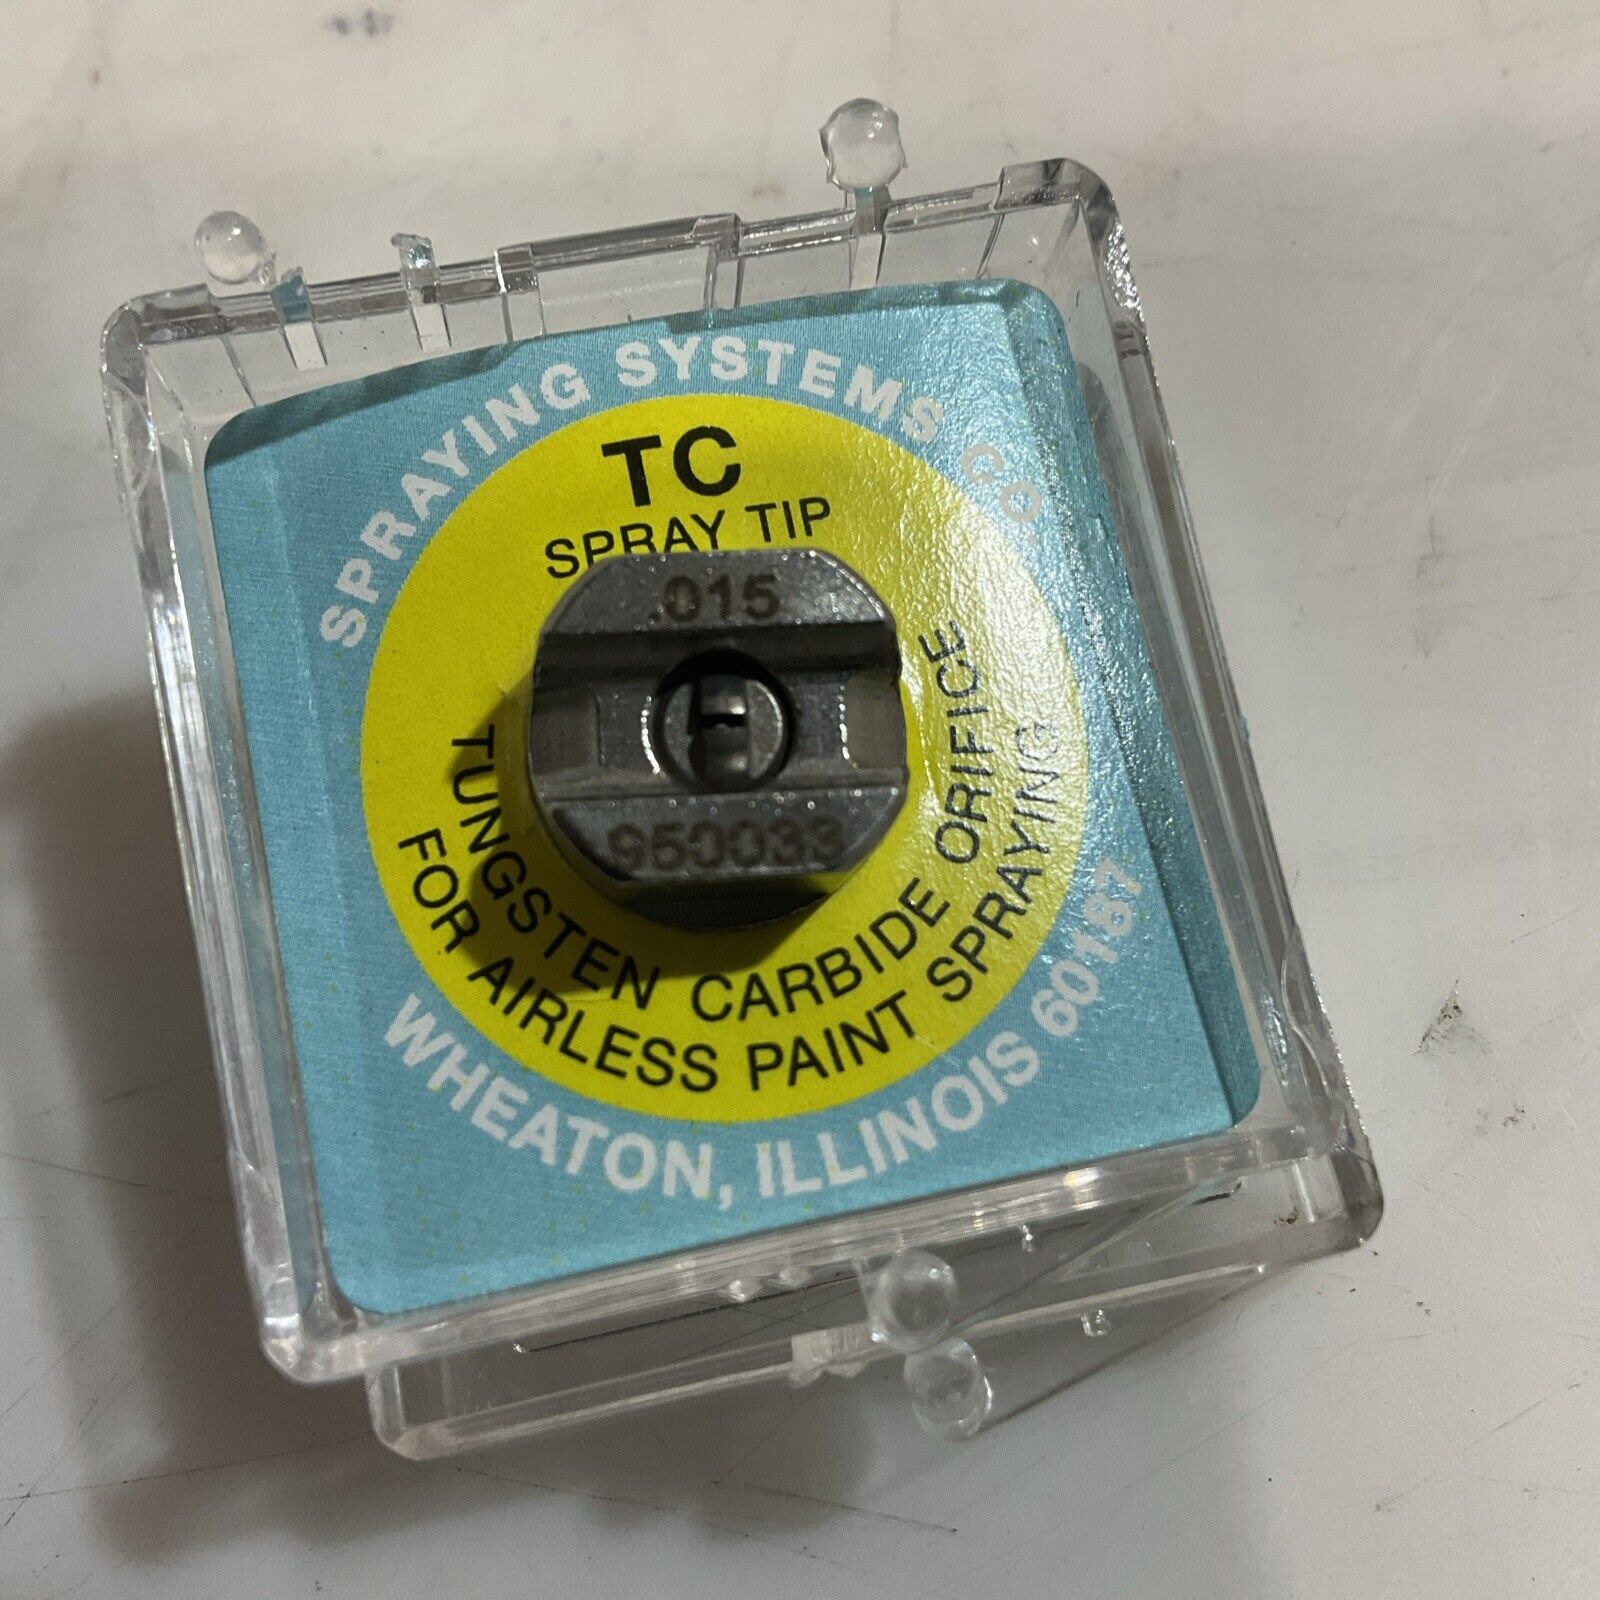 SPRAYING SYSTEMS CO.
TC
SPRAY TIP
.015
950033
TUNGSTEN CARBIDE ORIFICE
FOR AIRLESS PAINT SPRAYING
WHEATON, ILLINOIS 60187